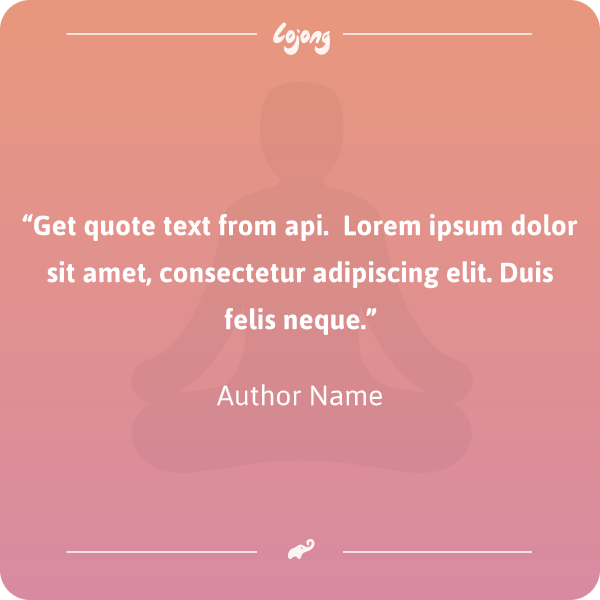 Lojong
“Get quote text from api.  Lorem ipsum dolor
sit amet, consectetur adipiscing elit. Duis
felis neque.”
Author Name